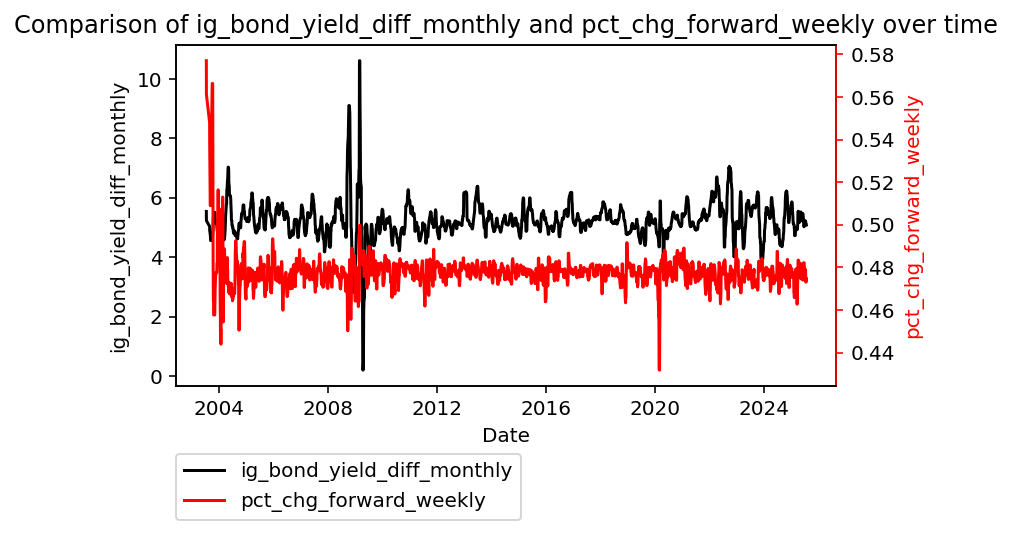 Comparison of ig_bond_yield_diff_monthly and pct_chg_forward_weekly over time
ig_bond_yield_diff_monthly
10
8
6
4
2
0
0.58
0.56
0.54
0.52
0.50
0.48
0.46
0.44
pct_chg_forward_weekly
2004 2008 2012 2016 2020 2024
Date
ig_bond_yield_diff_monthly
pct_chg_forward_weekly